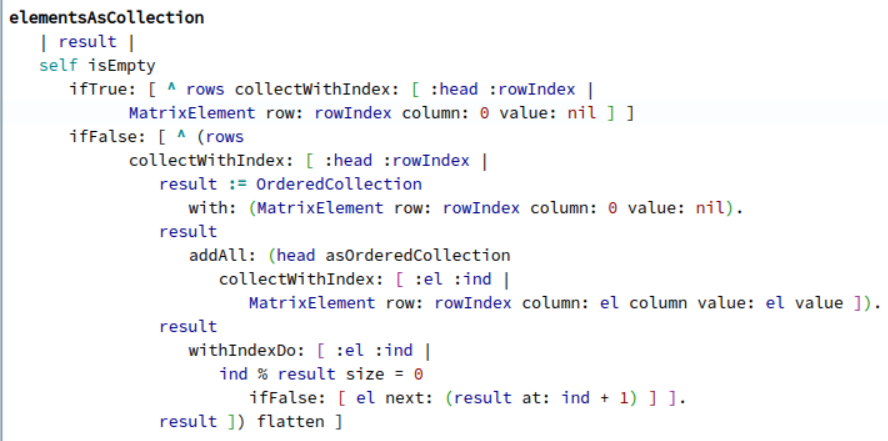 elementsAsCollection
| result |
self isEmpty
ifTrue: [ ^ rows collectWithIndex: [ :head :rowIndex |
MatrixElement row: rowIndex column: 0 value: nil ] ]
ifFalse: [ ^ (rows
collectWithIndex: [ :head :rowIndex |
result := OrderedCollection
with: (MatrixElement row: rowIndex column: 0 value: nil).
result
addAll: (head asOrderedCollection
collectWithIndex: [ :el :ind |
MatrixElement row: rowIndex column: el column value: el value ]).
result
withIndexDo: [ :el :ind |
ind % result size = 0
ifFalse: [ el next: (result at: ind + 1) ] ].
result ]) flatten ]